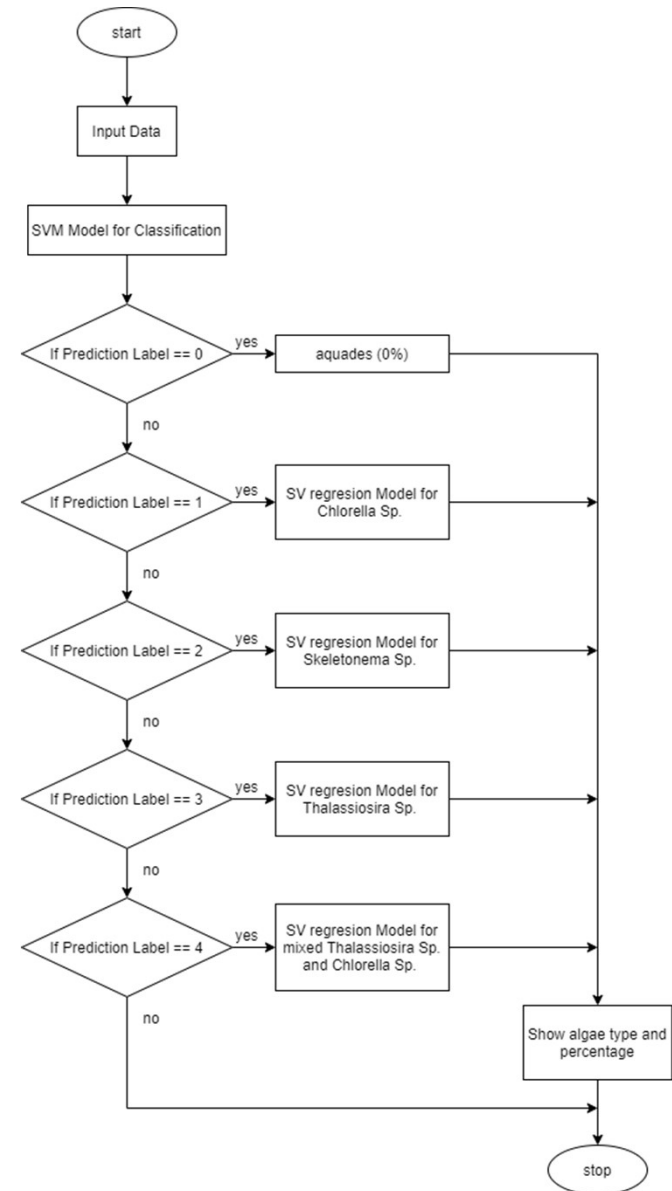 start
Input Data
SVM Model for Classification
If Prediction Label == 0
yes
aquades (0%)
no
If Prediction Label == 1
yes
SV regresion Model for
Chlorella Sp.
no
If Prediction Label == 2
yes
SV regresion Model for
Skeletonema Sp.
no
If Prediction Label == 3
yes
SV regresion Model for
Thalassiosira Sp.
no
If Prediction Label == 4
yes
SV regresion Model for
mixed Thalassiosira Sp.
and Chlorella Sp.
no
Show algae type and
percentage
stop